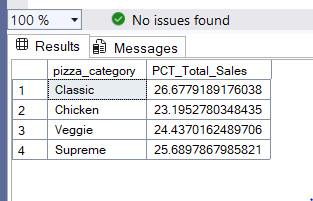 100 %
No issues found
Results
Messages
pizza_category PCT_Total_Sales
1 Classic 26.6779189176038
2 Chicken 23.1952780348435
3 Veggie 24.4370162489706
4 Supreme 25.6897867985821